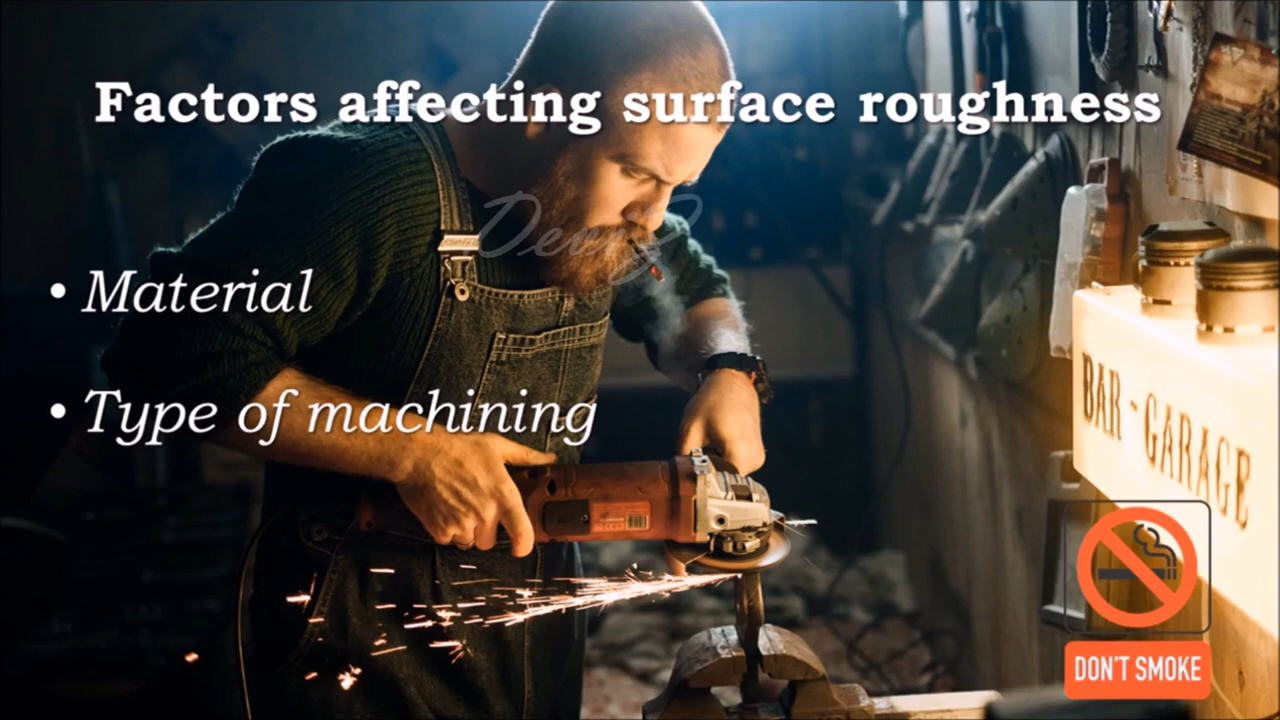 Factors affecting surface roughness
• Material
• Type of machining
BAR - GARAGE
DON'T SMOKE